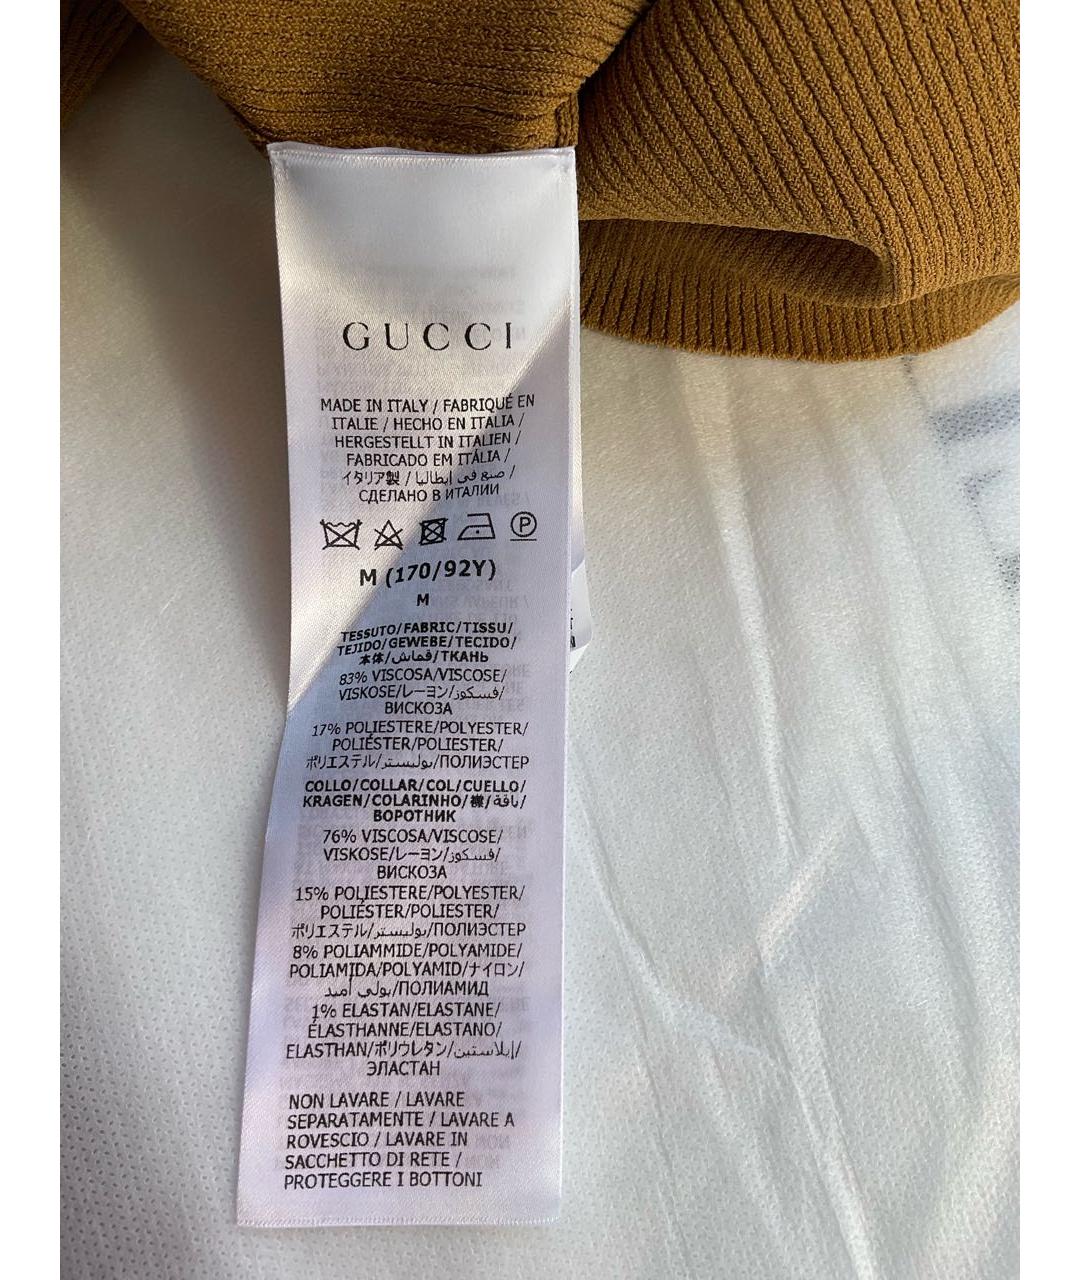 GUCCI
MADE IN ITALY / FABRIQUÉ EN
ITALIE / HECHO EN ITALIA /
HERGESTELLT IN ITALIEN /
FABRICADO EM ITÁLIA /
イタリア製 / صنع في إيطاليا /
СДЕЛАНО В ИТАЛИИ
P
M (170/92Y)
M
TESSUTO/FABRIC/TISSU/
TEJIDO/GEWEBE/TECIDO/
本体/قماش/ТКАНЬ
83% VISCOSA/VISCOSE/
VISKOSE/レーヨン/فسكوز/
ВИСКОЗА
17% POLIESTERE/POLYESTER/
POLIÉSTER/POLIESTER/
ポリエステル/بوليستر/ПОЛИЭСТЕР
COLLO/COLLAR/COL/CUELLO/
KRAGEN/COLARINHO/襟/ياقة/
ВОРОТНИК
76% VISCOSA/VISCOSE/
VISKOSE/レーヨン/فسكوز/
ВИСКОЗА
15% POLIESTERE/POLYESTER/
POLIÉSTER/POLIESTER/
ポリエステル/بوليستر/ПОЛИЭСТЕР
8% POLIAMMIDE/POLYAMIDE/
POLIAMIDA/POLYAMID/ナイロン/
بولي أميد/ПОЛИАМИД
1% ELASTAN/ELASTANE/
ÉLASTHANNE/ELASTANO/
ELASTHAN/ポリウレタン/إيلاستين/
ЭЛАСТАН
NON LAVARE / LAVARE
SEPARATAMENTE / LAVARE A
ROVESCIO / LAVARE IN
SACCHETTO DI RETE /
PROTEGGERE I BOTTONI